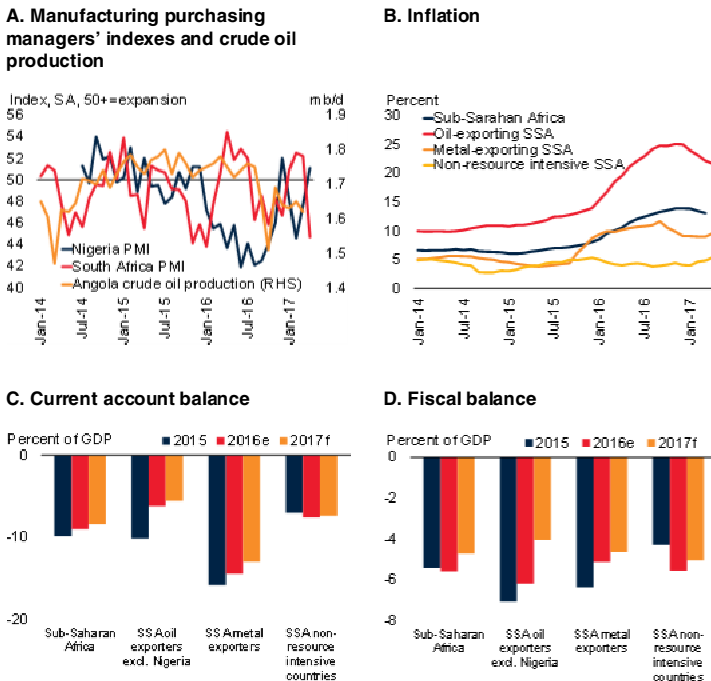 A. Manufacturing purchasing
managers' indexes and crude oil
production
Index, SA, 50+=expansion
mb/d
56
54
52
50
48
46
44
42
40
1.9
1.8
1.7
1.6
1.5
1.4
Nigeria PMI
South Africa PMI
Angola crude oil production (RHS)
Jan-14
Jul-14
Jan-15
Jul-15
Jan-16
Jul-16
Jan-17
B. Inflation
Percent
30
25
20
15
10
5
0
Sub-Sarahan Africa
Oil-exporting SSA
Metal-exporting SSA
Non-resource intensive SSA
Jan-14
Jul-14
Jan-15
Jul-15
Jan-16
Jul-16
Jan-17
C. Current account balance
Percent of GDP
2015
2016e
2017f
0
-10
-20
Sub-Saharan
Africa
SSA oil
exporters
excl. Nigeria
SSA metal
exporters
SSA non-
resource
intensive
countries
D. Fiscal balance
Percent of GDP
2015
2016e
2017f
0
-2
-4
-6
-8
Sub-Saharan
Africa
SSA oil
exporters
excl. Nigeria
SSA metal
exporters
SSA non-
resource
intensive
countries